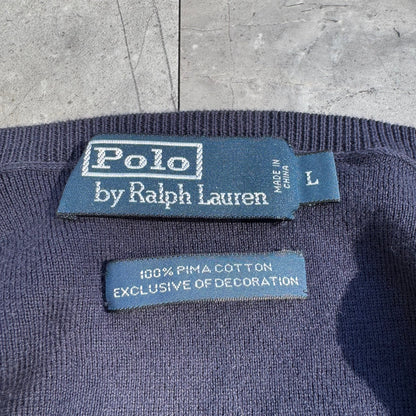 Polo
by Ralph Lauren
MADE IN
CHINA
L
100% PIMA COTTON
EXCLUSIVE OF DECORATION